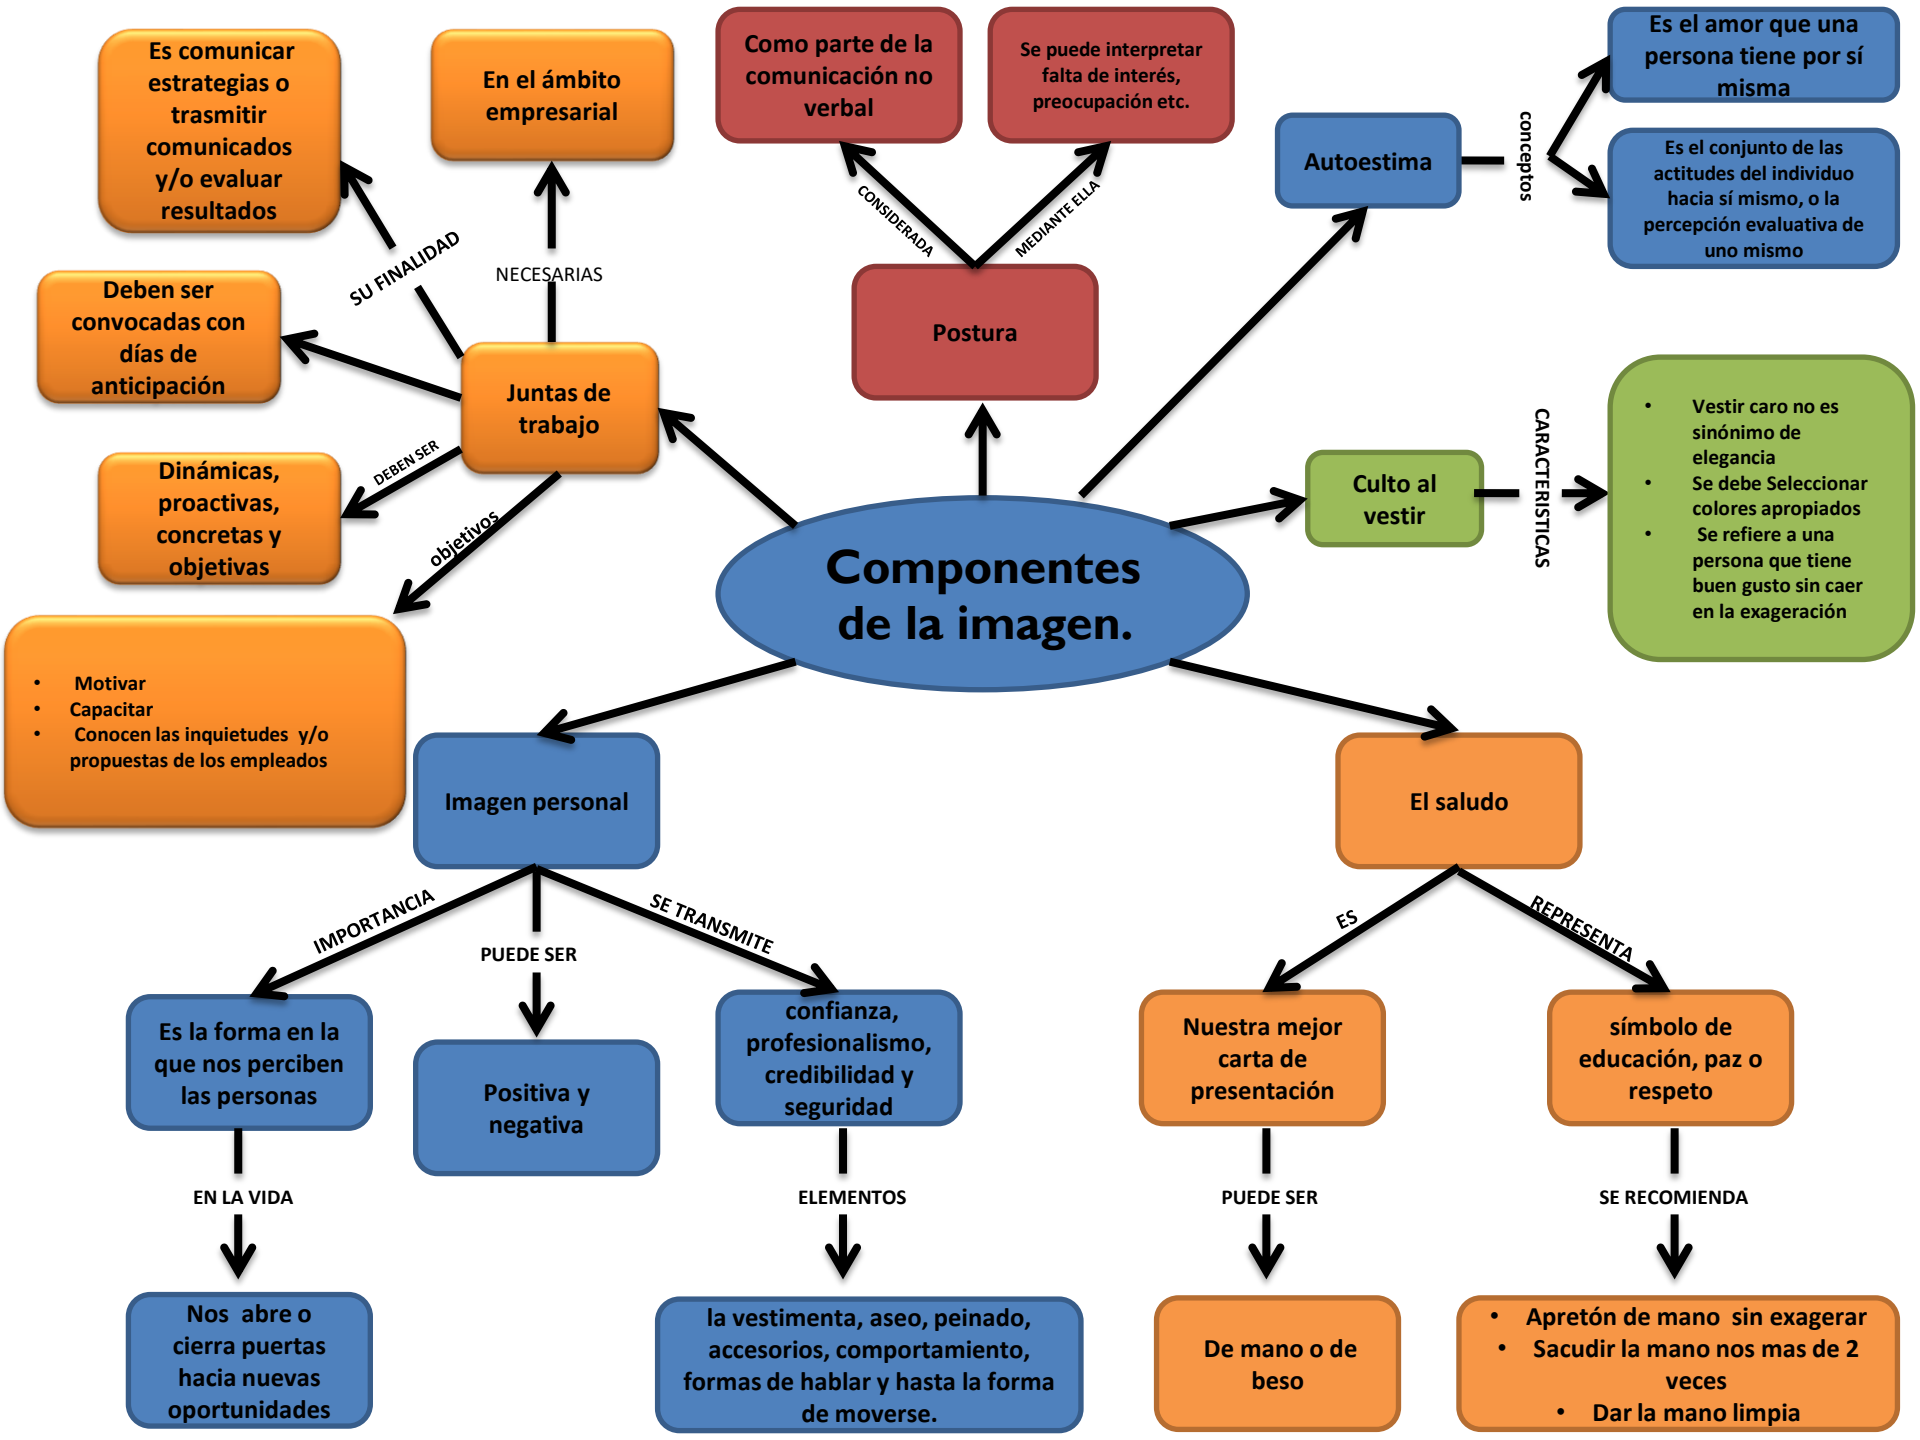 Es comunicar
estrategias o
trasmitir
comunicados
y/o evaluar
resultados
En el ámbito
empresarial
Como parte de la
comunicación no
verbal
Se puede interpretar
falta de interés,
preocupación etc.
Es el amor que una
persona tiene por sí
misma
Autoestima
conceptos
Es el conjunto de las
actitudes del individuo
hacia sí mismo, o la
percepción evaluativa de
uno mismo
CONSIDERADA
MEDIANTE ELLA
SU FINALIDAD
NECESARIAS
Deben ser
convocadas con
días de
anticipación
Postura
Juntas de
trabajo
DEBEN SER
Dinámicas,
proactivas,
concretas y
objetivas
objetivos
Culto al
vestir
CARACTERISTICAS
• Vestir caro no es
sinónimo de
elegancia
• Se debe Seleccionar
colores apropiados
• Se refiere a una
persona que tiene
buen gusto sin caer
en la exageración
Componentes
de la imagen.
• Motivar
• Capacitar
• Conocen las inquietudes y/o
propuestas de los empleados
Imagen personal
El saludo
IMPORTANCIA
PUEDE SER
SE TRANSMITE
ES
REPRESENTA
Es la forma en la
que nos perciben
las personas
Positiva y
negativa
confianza,
profesionalismo,
credibilidad y
seguridad
Nuestra mejor
carta de
presentación
símbolo de
educación, paz o
respeto
EN LA VIDA
ELEMENTOS
PUEDE SER
SE RECOMIENDA
Nos abre o
cierra puertas
hacia nuevas
oportunidades
la vestimenta, aseo, peinado,
accesorios, comportamiento,
formas de hablar y hasta la forma
de moverse.
De mano o de
beso
• Apretón de mano sin exagerar
• Sacudir la mano nos mas de 2
veces
• Dar la mano limpia